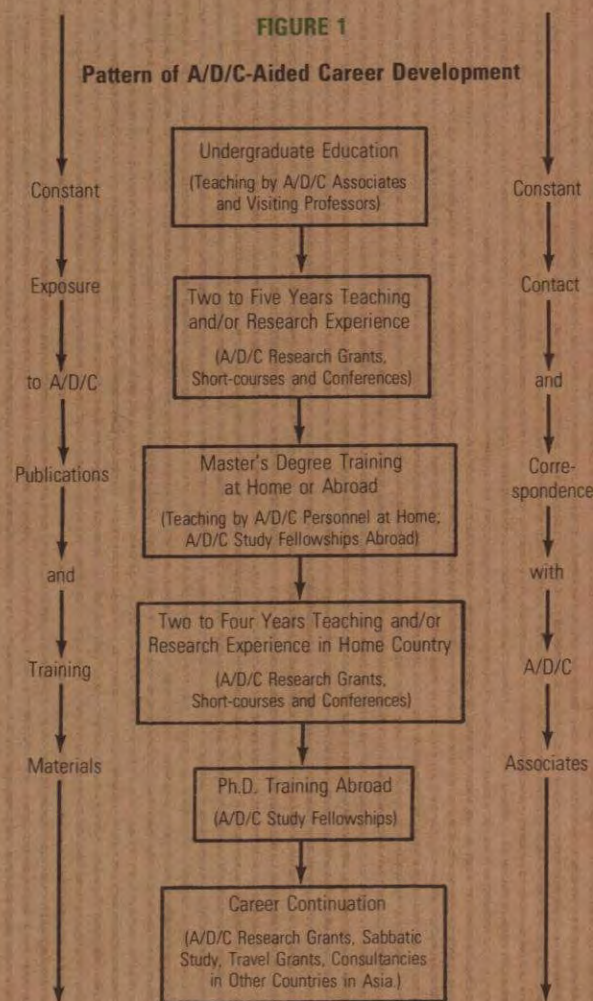 FIGURE 1
Pattern of A/D/C-Aided Career Development
Constant
Exposure
to A/D/C
Publications
and
Training
Materials
Undergraduate Education
(Teaching by A/D/C Associates
and Visiting Professors)
Two to Five Years Teaching
and/or Research Experience
(A/D/C Research Grants,
Short-courses and Conferences)
Master's Degree Training
at Home or Abroad
(Teaching by A/D/C Personnel at Home;
A/D/C Study Fellowships Abroad)
Two to Four Years Teaching and/or
Research Experience in Home Country
(A/D/C Research Grants,
Short-courses and Conferences)
Ph.D. Training Abroad
(A/D/C Study Fellowships)
Career Continuation
(A/D/C Research Grants, Sabbatic
Study, Travel Grants, Consultancies
in Other Countries in Asia.)
Constant
Contact
and
Corre-
spondence
with
A/D/C
Associates